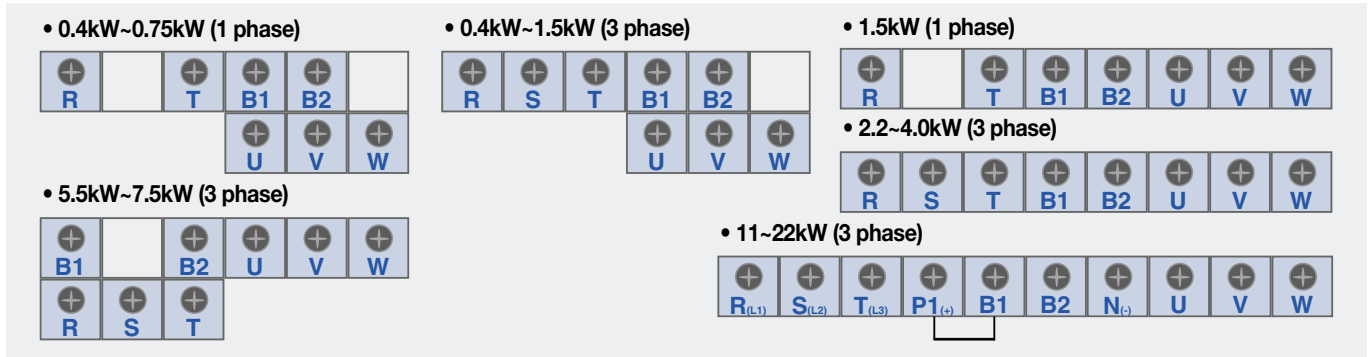 • 0.4kW~0.75kW (1 phase)
R T B1 B2
U V W
• 0.4kW~1.5kW (3 phase)
R S T B1 B2
U V W
• 1.5kW (1 phase)
R T B1 B2 U V W
• 2.2~4.0kW (3 phase)
R S T B1 B2 U V W
• 5.5kW~7.5kW (3 phase)
B1 B2 U V W
R S T
• 11~22kW (3 phase)
R(L1) S(L2) T(L3) P1(+) B1 B2 N(-) U V W